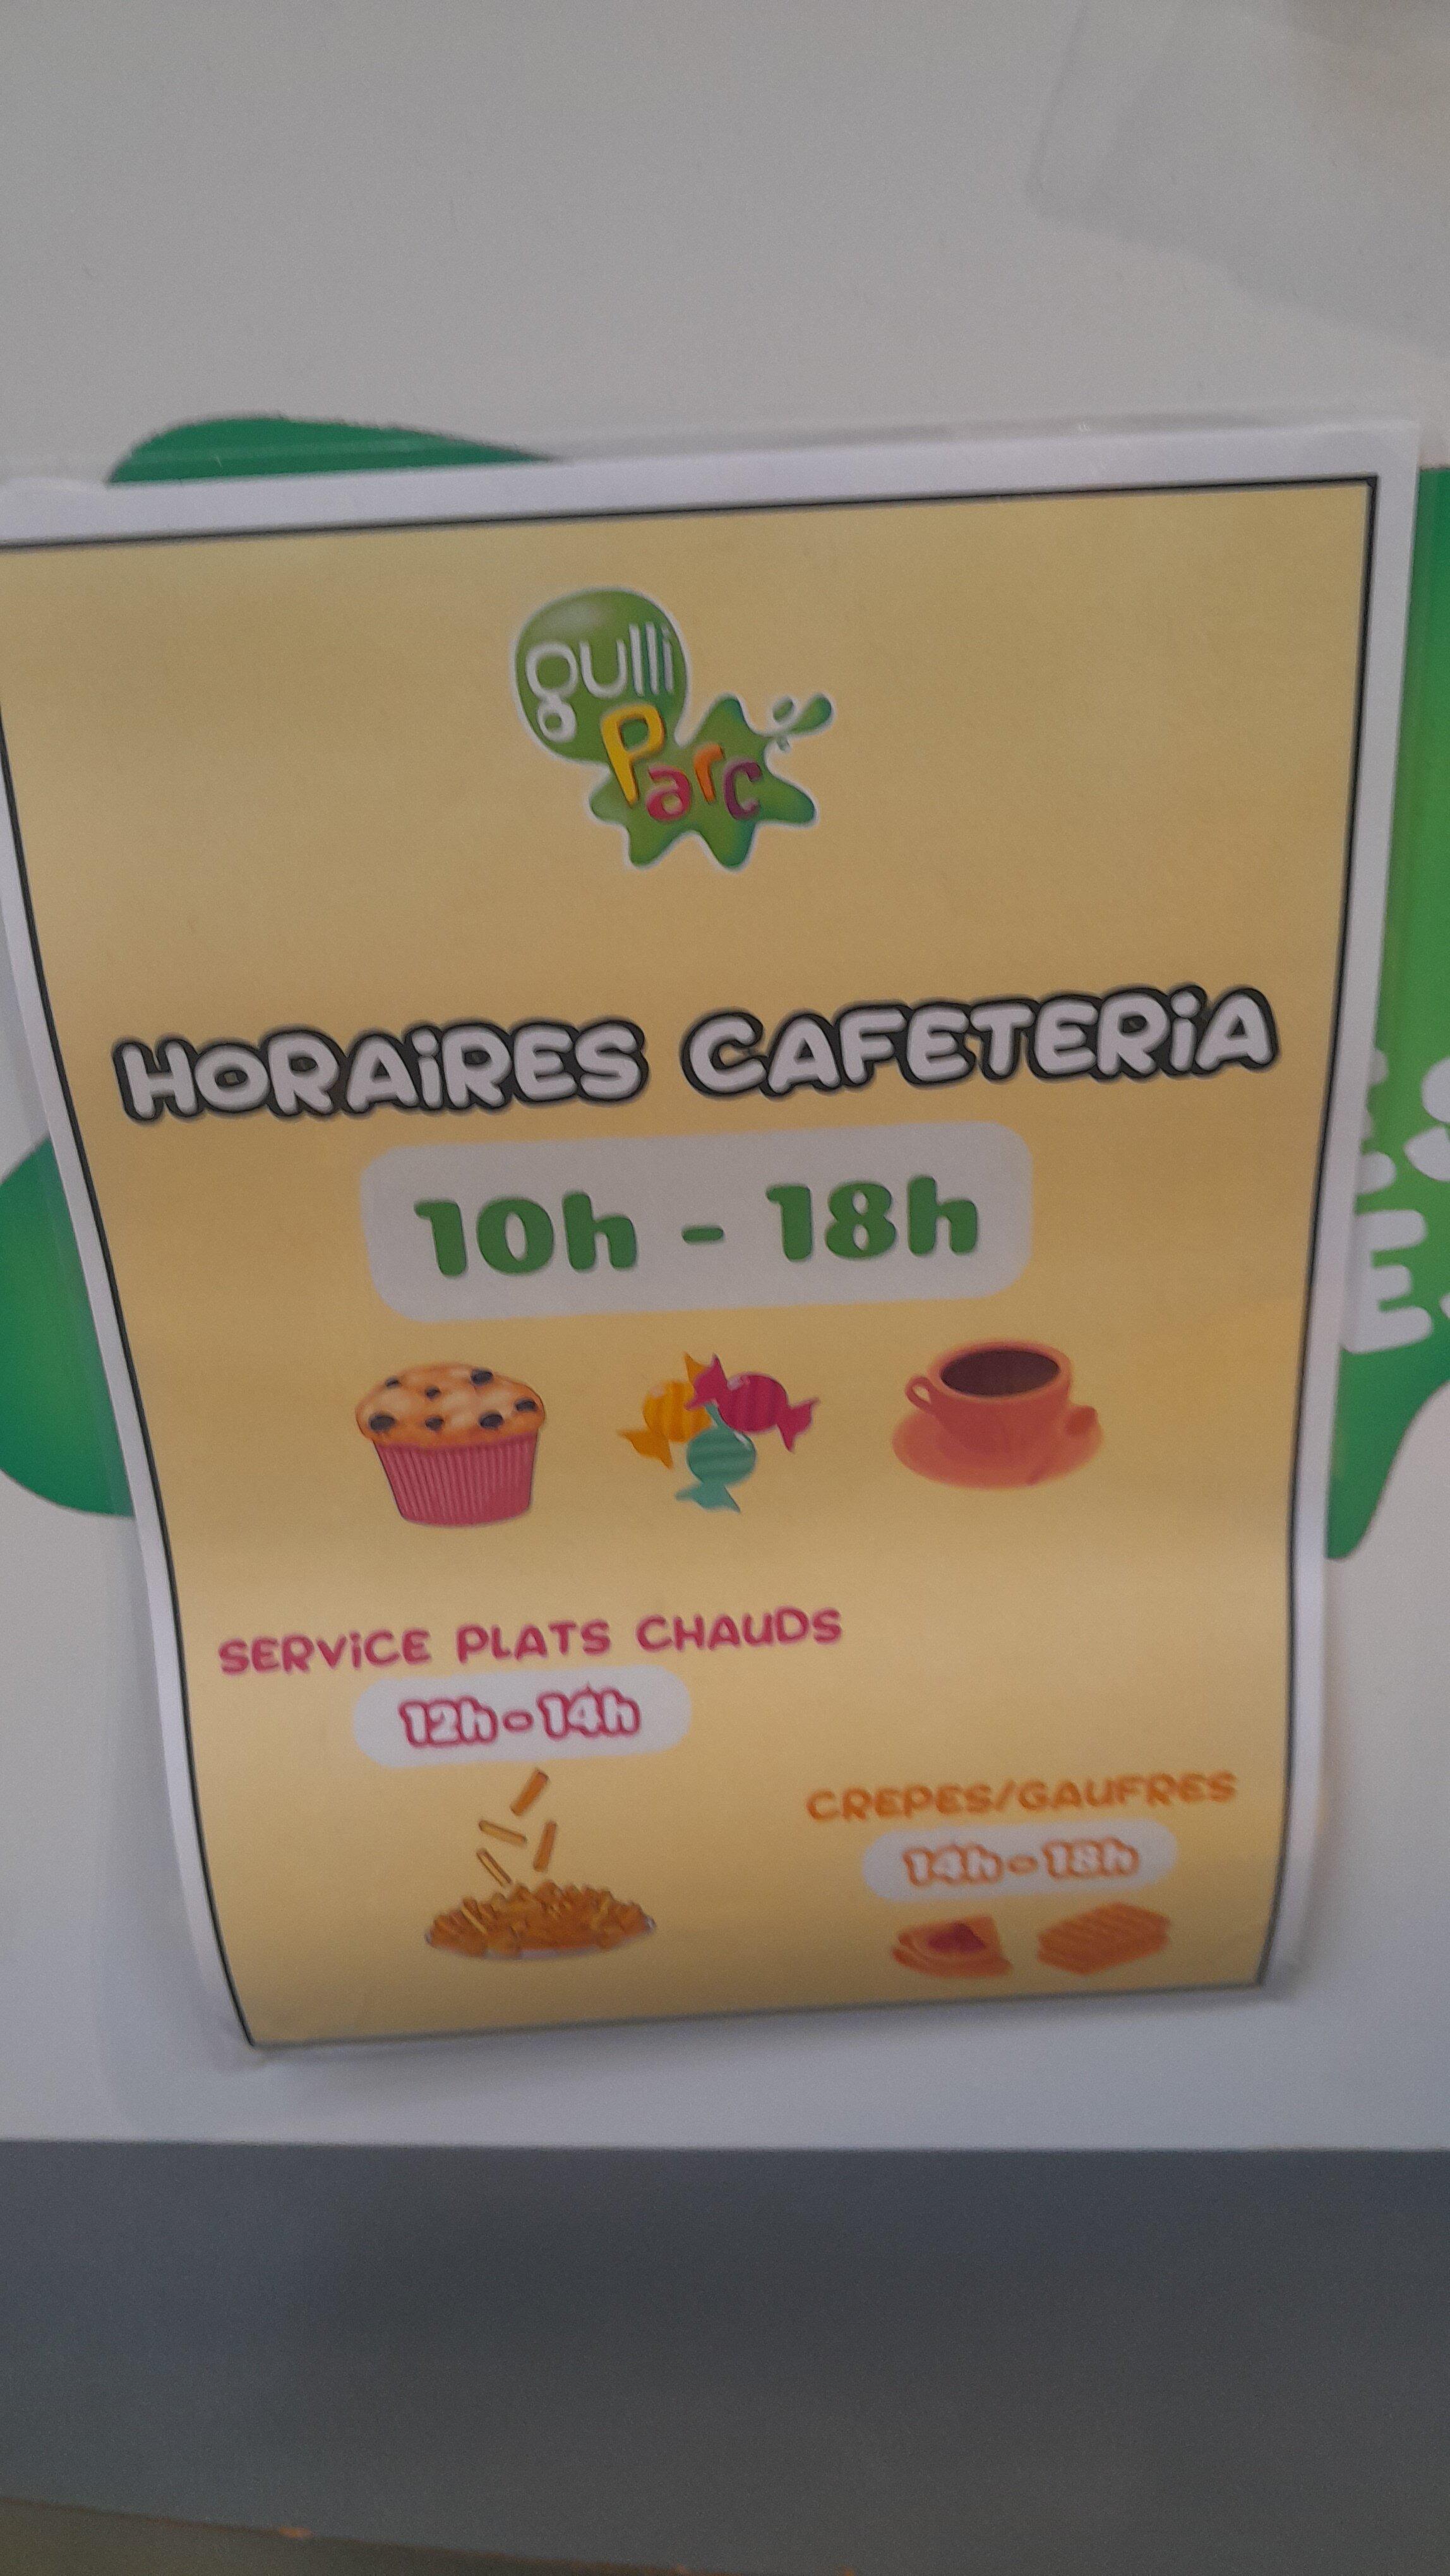 gulli
Parc
HORAiRES CAFETERiA
10h - 18h
SERViCE PLATS CHAUDS
12h - 14h
CREPES/GAUFRES
14h - 18h